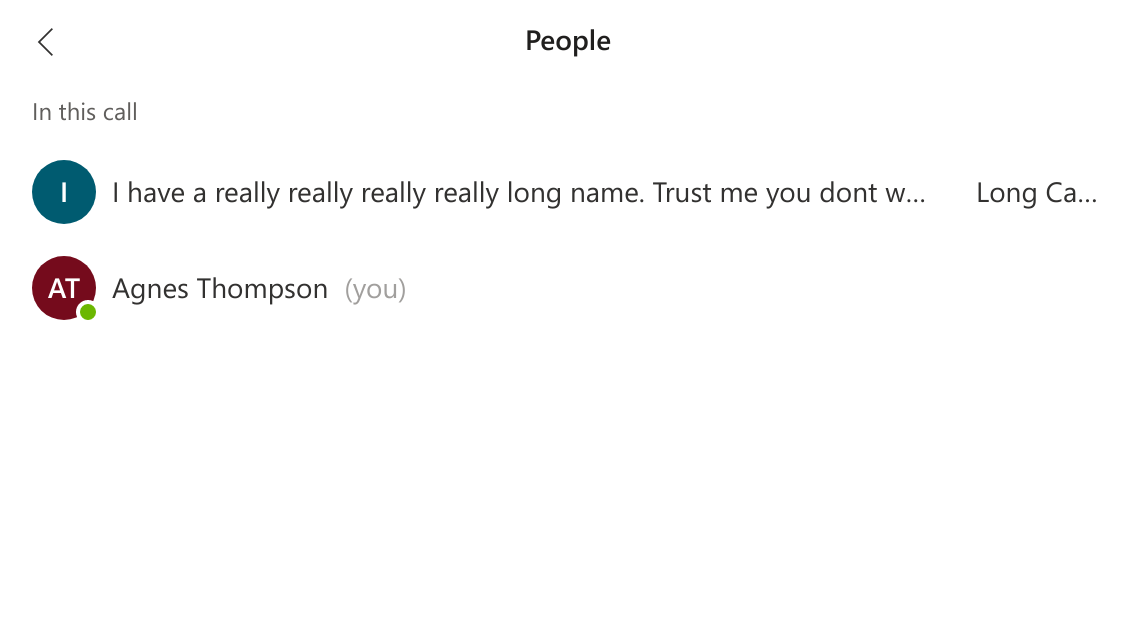 People
In this call
I I have a really really really really long name. Trust me you dont w... Long Ca...
AT Agnes Thompson (you)